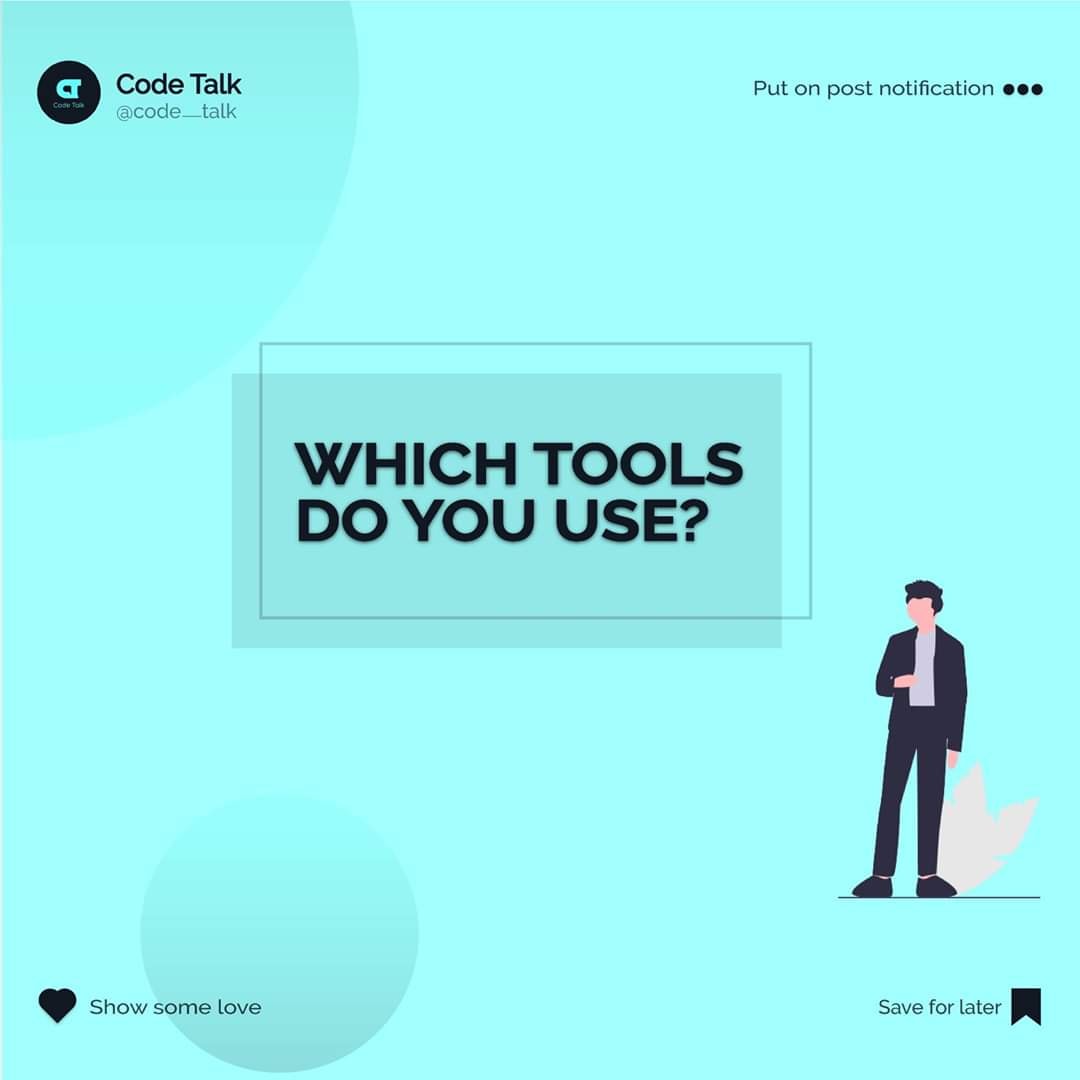 CT
Code Talk
Code Talk
@code__talk
Put on post notification
WHICH TOOLS
DO YOU USE?
Show some love
Save for later